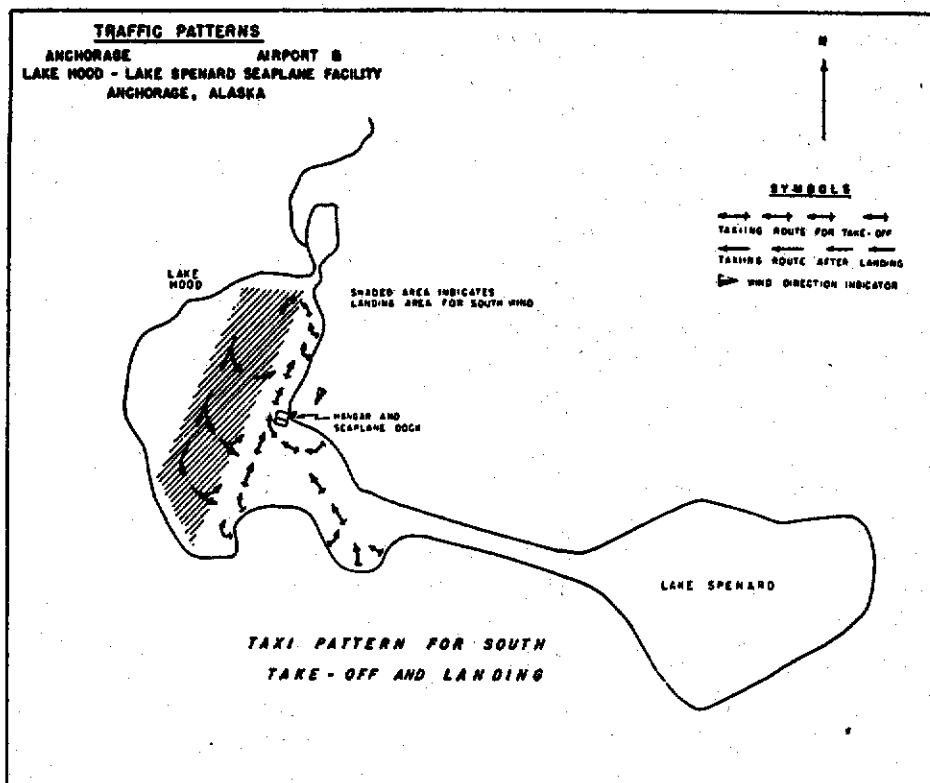 TRAFFIC PATTERNS
ANCHORAGE AIRPORT &
LAKE HOOD - LAKE SPENARD SEAPLANE FACILITY
ANCHORAGE, ALASKA
N
SYMBOLS
TAXIING ROUTE FOR TAKE-OFF
TAXIING ROUTE AFTER LANDING
WIND DIRECTION INDICATOR
LAKE
HOOD
SHADED AREA INDICATES
LANDING AREA FOR SOUTH WIND
HANGAR AND
SEAPLANE DOCK
LAKE SPENARD
TAXI PATTERN FOR SOUTH
TAKE-OFF AND LANDING